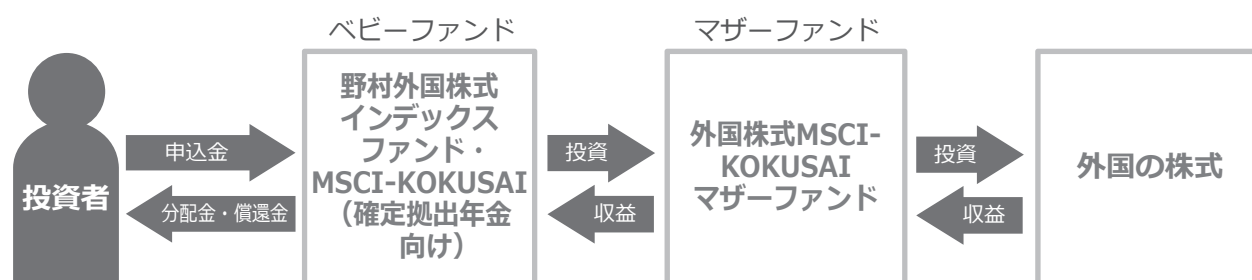 ベビーファンド
マザーファンド
投資者
申込金
分配金・償還金
野村外国株式
インデックス
ファンド・
MSCI-KOKUSAI
（確定拠出年金
向け）
投資
収益
外国株式MSCI-
KOKUSAI
マザーファンド
投資
収益
外国の株式